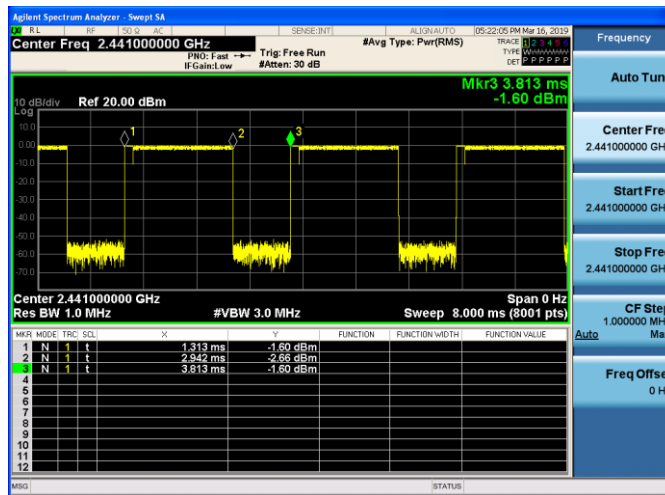 Agilent Spectrum Analyzer - Swept SA
RL RF 50 Ω AC SENSE:INT ALIGNAUTO 05:22:05 PM Mar 16, 2019
Center Freq 2.441000000 GHz
PNO: Fast
IFGain:Low
Trig: Free Run
#Atten: 30 dB
#Avg Type: Pwr(RMS)
TRACE 1 2 3 4 5 6
TYPE
DET P P P P P P
Mkr3 3.813 ms
-1.60 dBm
10 dB/div Ref 20.00 dBm
Log
10.0
0.00
-10.0
-20.0
-30.0
-40.0
-50.0
-60.0
-70.0
1
2
3
Center 2.441000000 GHz Span 0 Hz
Res BW 1.0 MHz #VBW 3.0 MHz Sweep 8.000 ms (8001 pts)
MKR MODE TRC SCL X Y FUNCTION FUNCTION WIDTH FUNCTION VALUE
1 N 1 t 1.313 ms -1.60 dBm
2 N 1 t 2.942 ms -2.66 dBm
3 N 1 t 3.813 ms -1.60 dBm
4
5
6
7
8
9
10
11
12
MSG STATUS
Frequency
Auto Tun
Center Fre
2.441000000 GH
Start Fre
2.441000000 GH
Stop Fre
2.441000000 GH
CF Ste
1.000000 MH
Auto Ma
Freq Offse
0 H